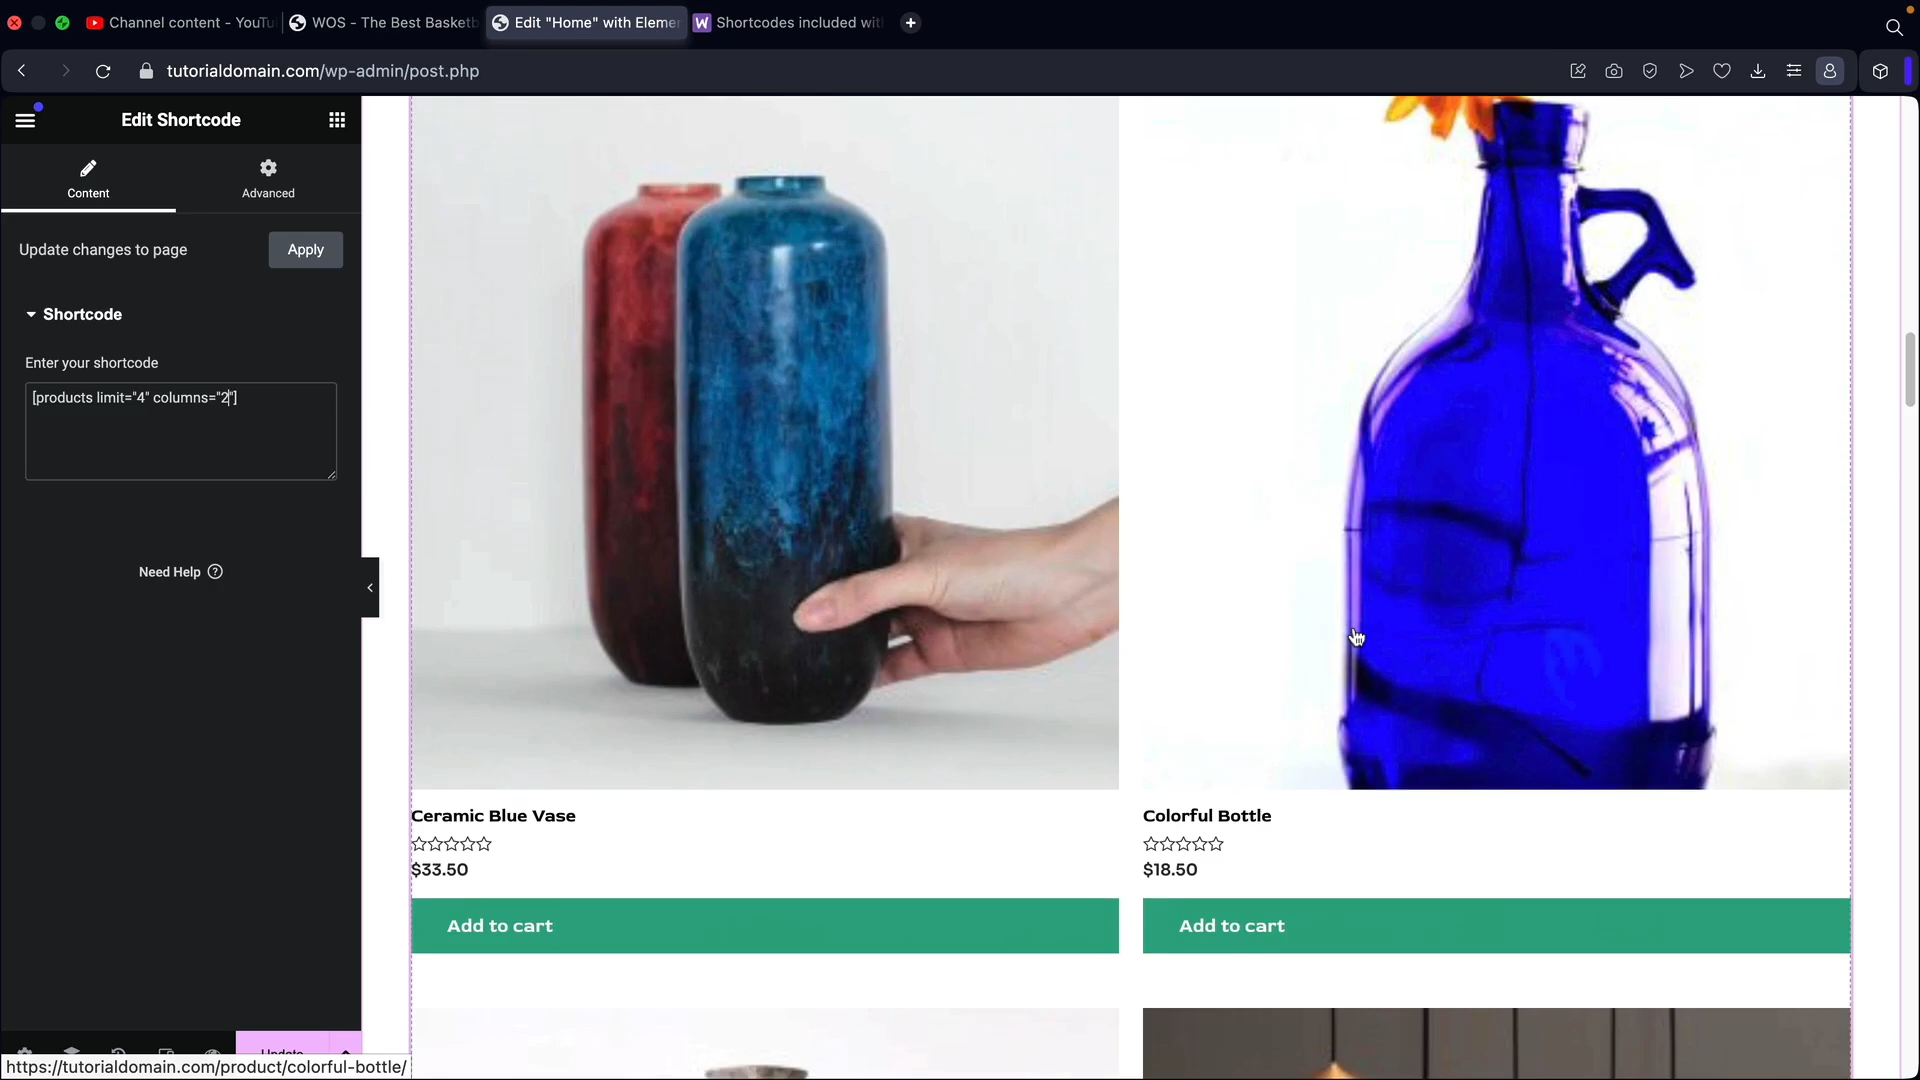 Channel content - YouTu
WOS - The Best Basketb
Edit "Home" with Eleme
Shortcodes included wit
tutorialdomain.com/wp-admin/post.php
Edit Shortcode
Content
Advanced
Update changes to page
Apply
Shortcode
Enter your shortcode
[products limit="4" columns="2"]
Need Help
Ceramic Blue Vase
$33.50
Add to cart
Colorful Bottle
$18.50
Add to cart
Update
https://tutorialdomain.com/product/colorful-bottle/